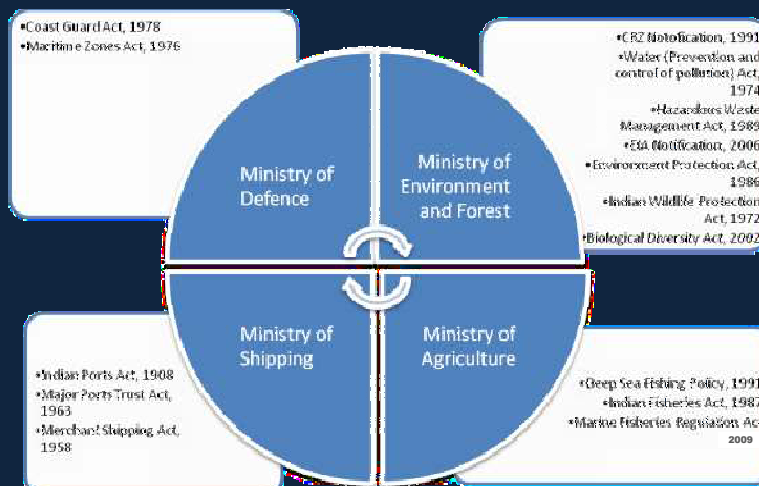 •Coast Guard Act, 1978
•Maritime Zones Act, 1976
•CRZ Notofification, 1991
•Water (Prevention and
control of pollution) Act,
1974
•Hazardous Waste
Management Act, 1989
•EIA Notification, 2006
•Environment Protection Act,
1986
•Indian Wildlife Protection
Act, 1972
•Biological Diversity Act, 2002
Ministry of
Defence
Ministry of
Environment
and Forest
Ministry of
Shipping
Ministry of
Agriculture
•Indian Ports Act, 1908
•Major Ports Trust Act,
1963
•Merchant Shipping Act,
1958
•Deep Sea Fishing Policy, 1991
•Indian Fisheries Act, 1987
•Marine Fisheries Regulation Ac
2009